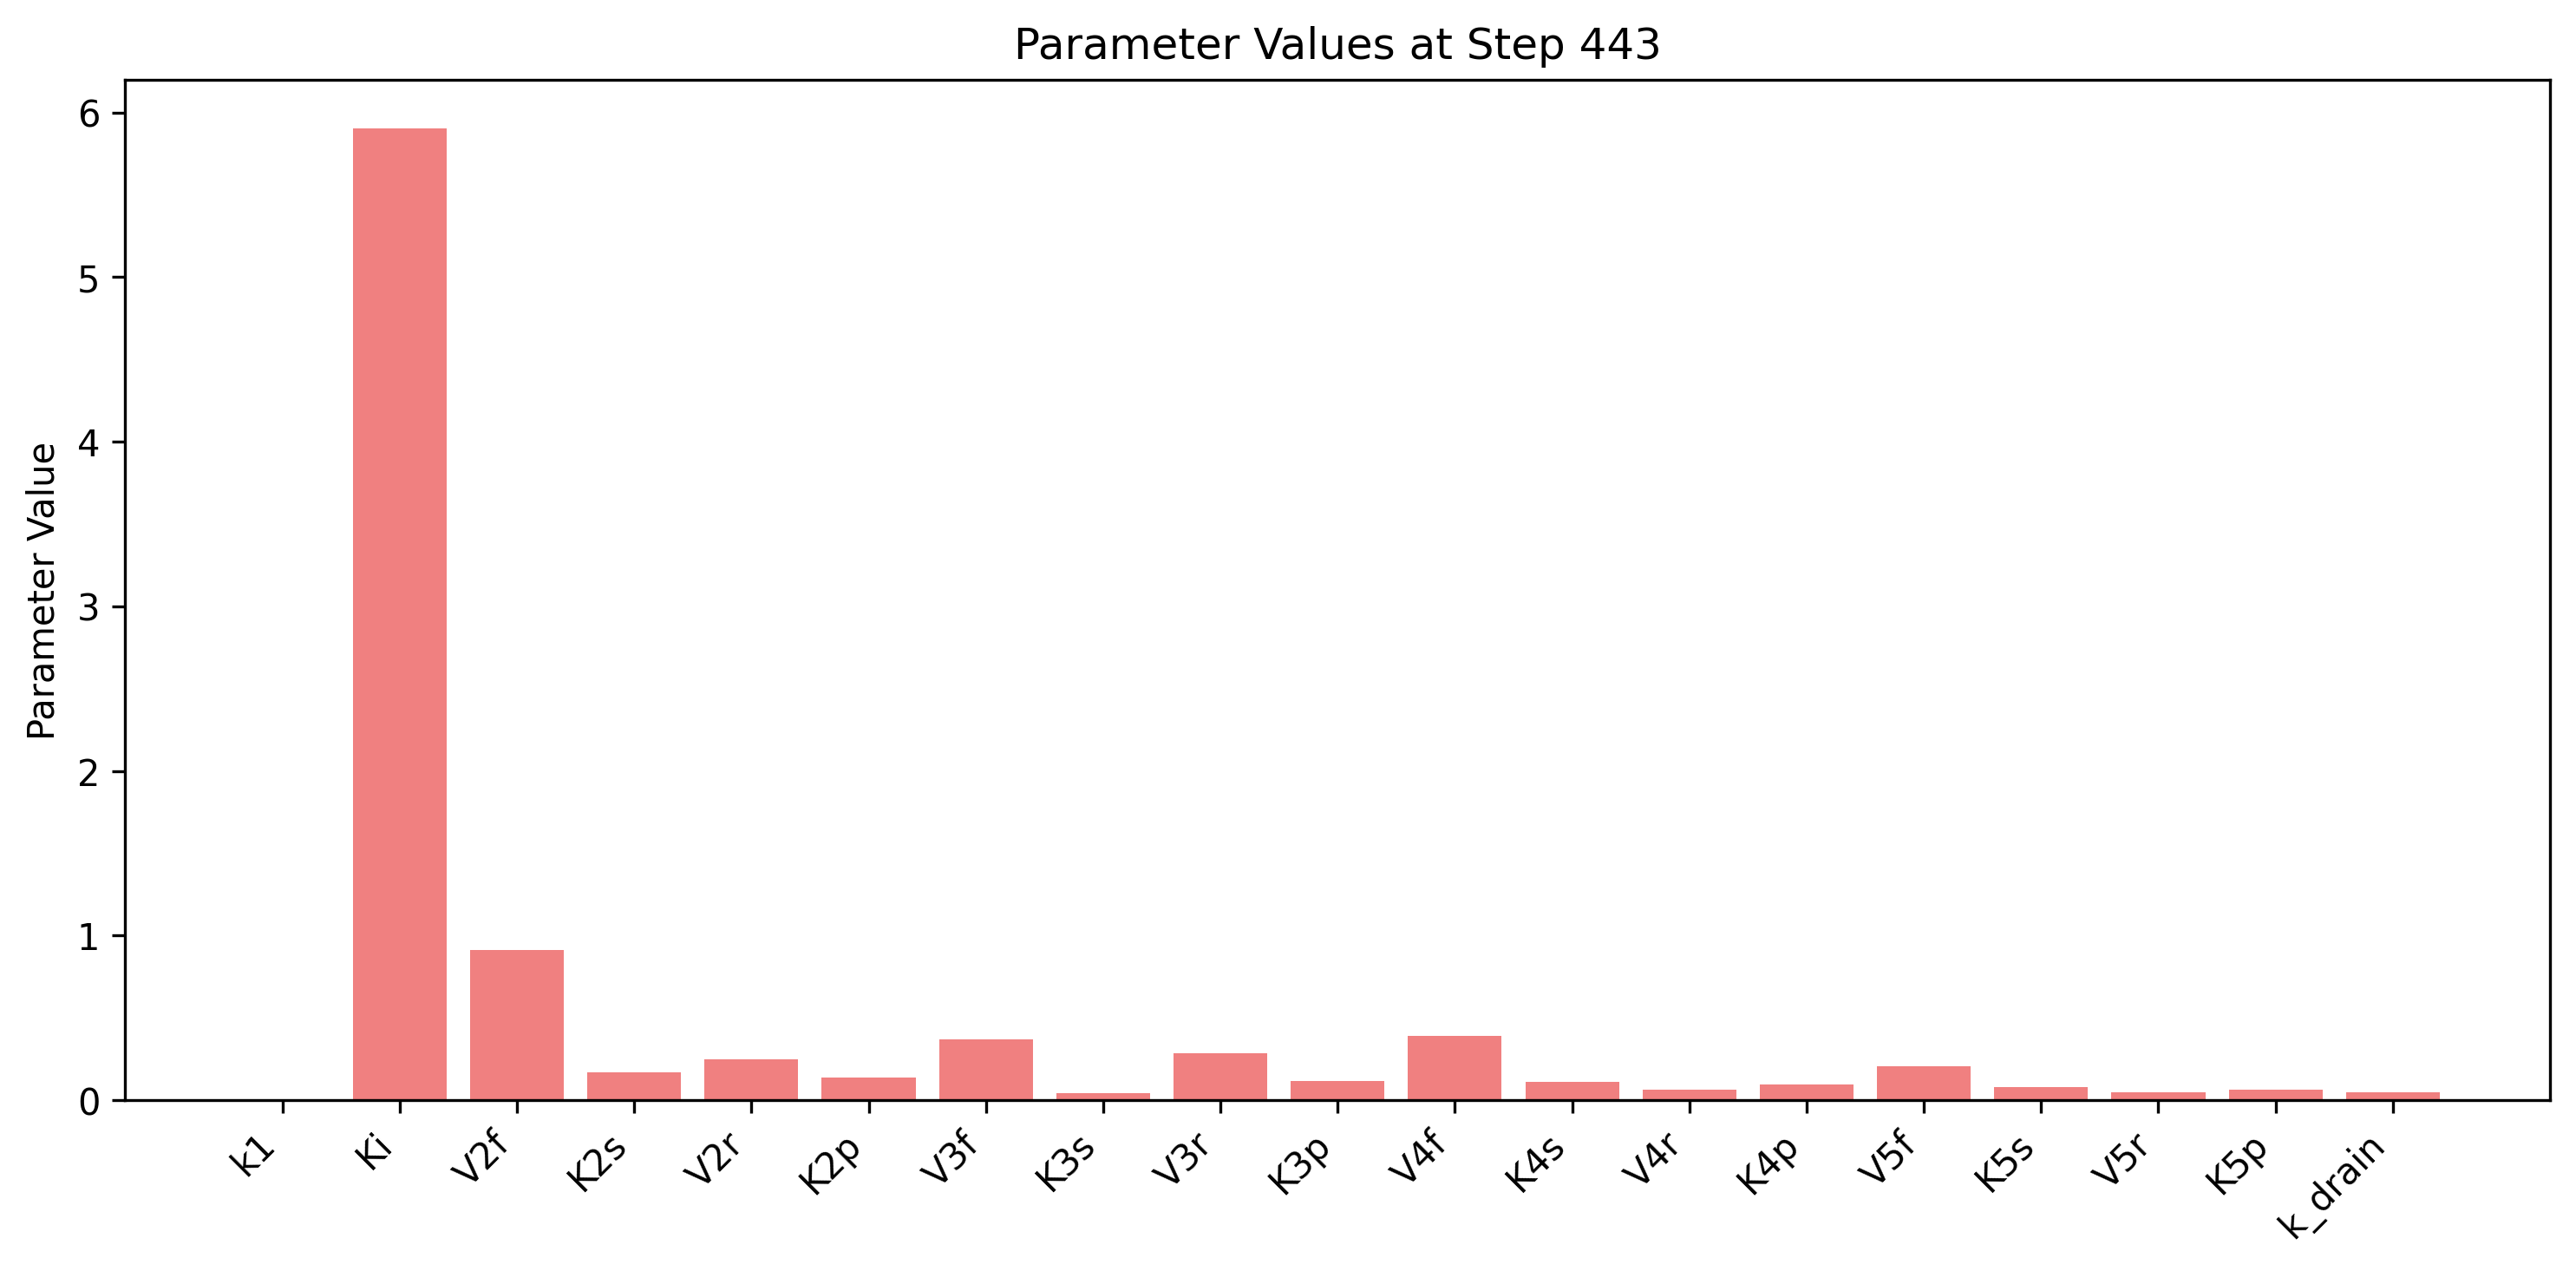 Parameter Values at Step 443
Parameter Value
6
5
4
3
2
1
0
k1
Ki
V2f
K2s
V2r
K2p
V3f
K3s
V3r
K3p
V4f
K4s
V4r
K4p
V5f
K5s
V5r
K5p
k_drain